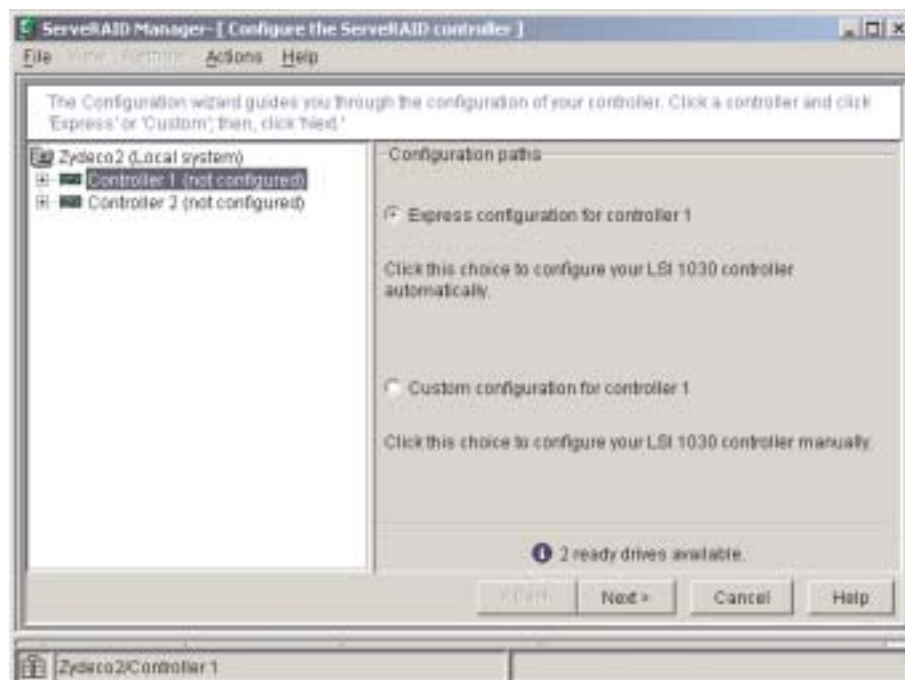 ServeRAID Manager- [ Configure the ServeRAID controller ]
File View Remote Actions Help
The Configuration wizard guides you through the configuration of your controller. Click a controller and click
'Express' or 'Custom'; then, click 'Next.'
Zydeco2 (Local system)
Controller 1 (not configured)
Controller 2 (not configured)
Configuration paths
Express configuration for controller 1
Click this choice to configure your LSI 1030 controller
automatically.
Custom configuration for controller 1
Click this choice to configure your LSI 1030 controller manually.
2 ready drives available.
< Back Next > Cancel Help
Zydeco2/Controller 1